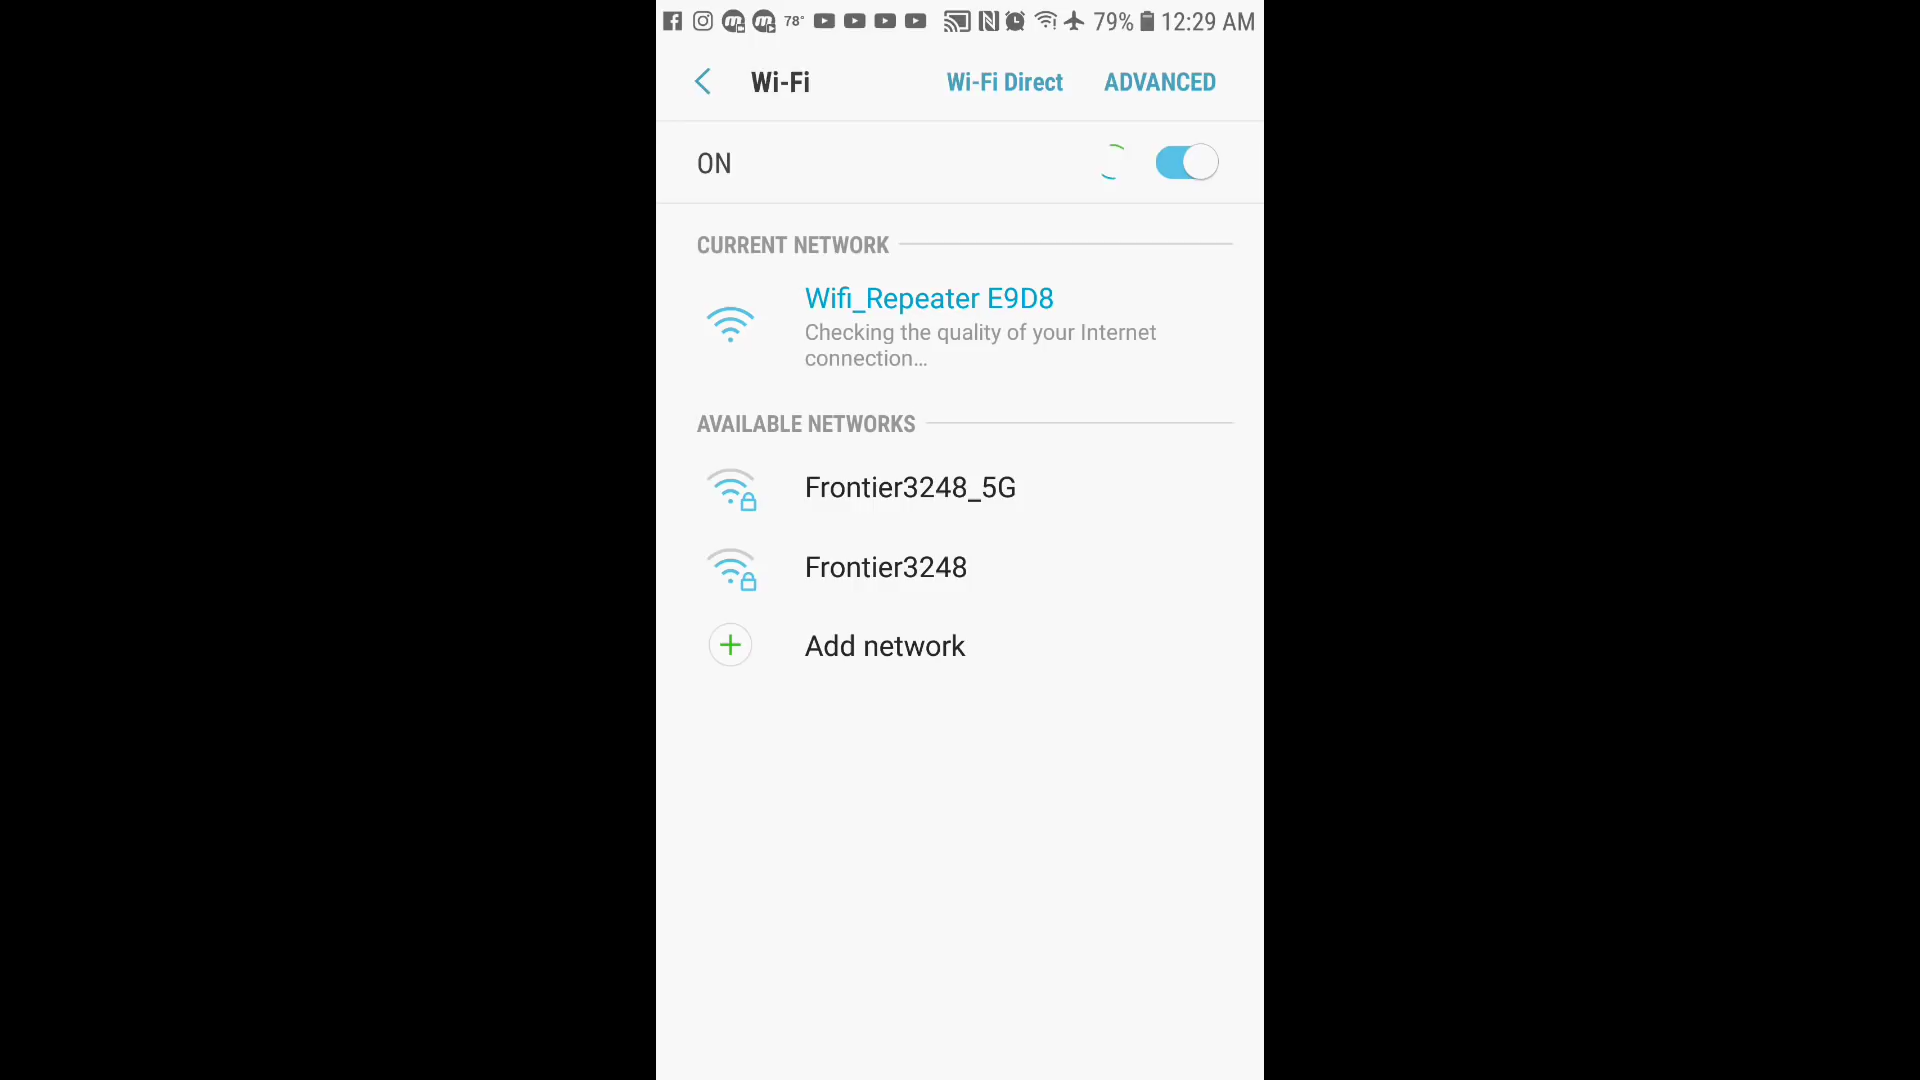 78° 79% 12:29 AM
Wi-Fi Wi-Fi Direct ADVANCED
ON
CURRENT NETWORK
Wifi_Repeater E9D8
Checking the quality of your Internet
connection...
AVAILABLE NETWORKS
Frontier3248_5G
Frontier3248
Add network